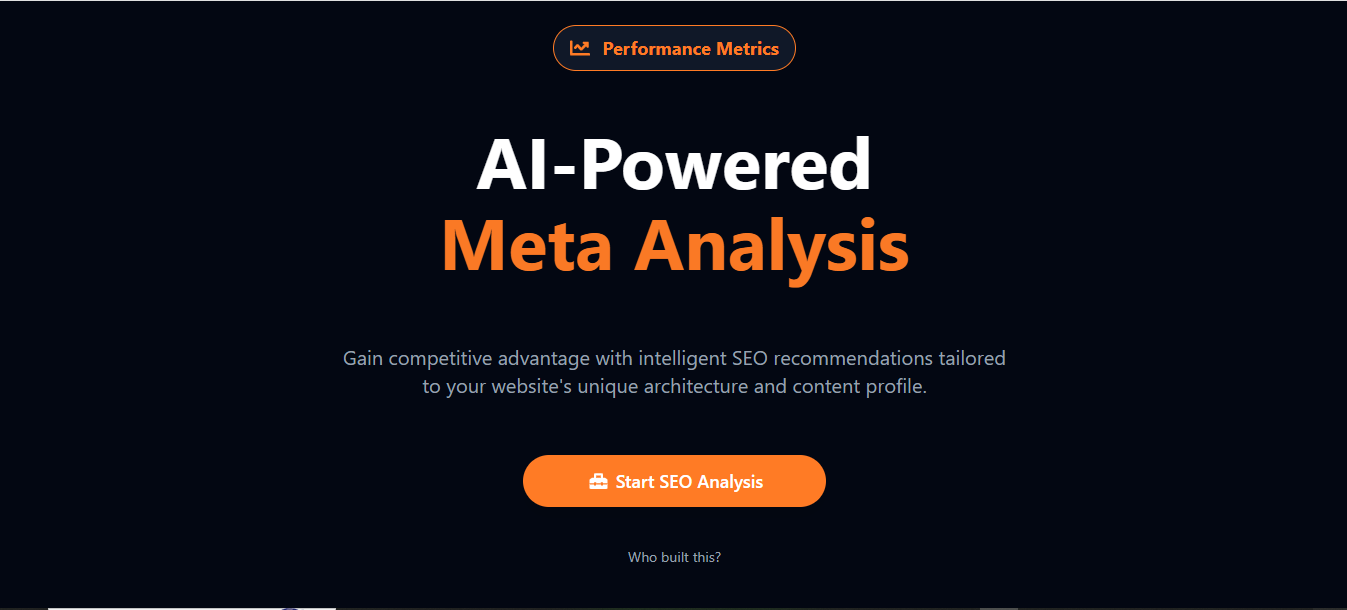 Performance Metrics
AI-Powered
Meta Analysis
Gain competitive advantage with intelligent SEO recommendations tailored
to your website's unique architecture and content profile.
Start SEO Analysis
Who built this?